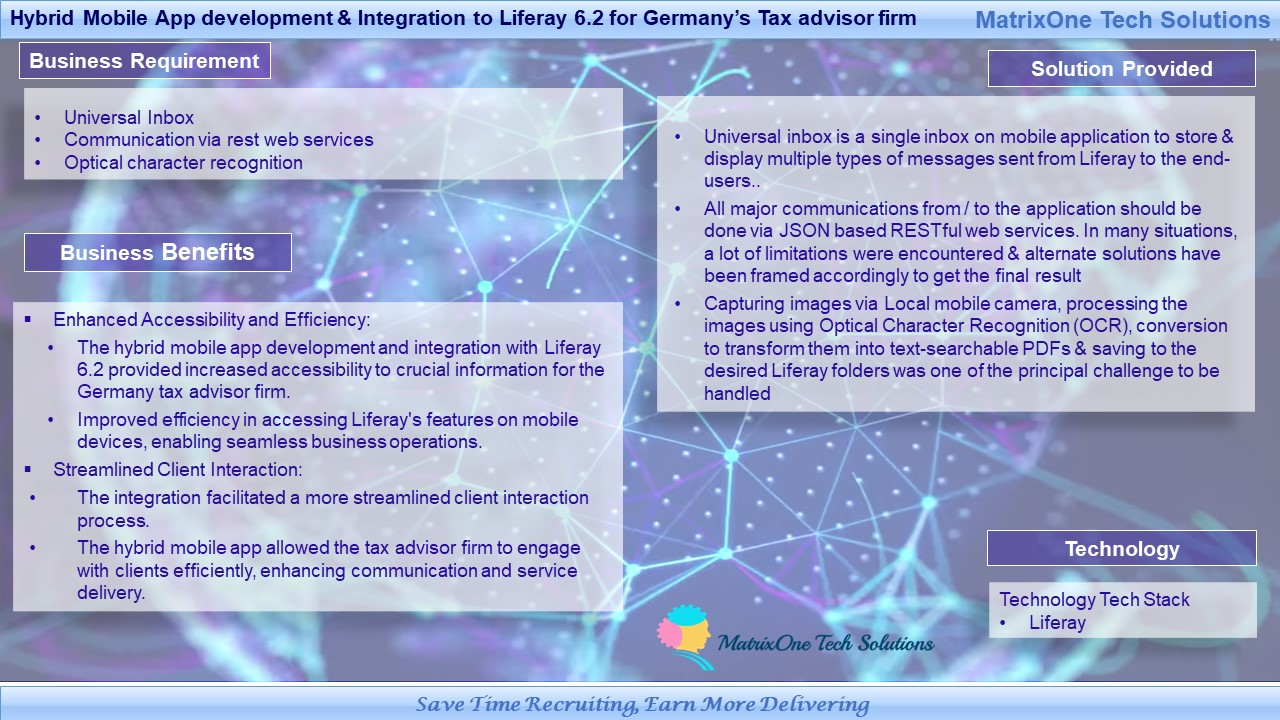 Hybrid Mobile App development & Integration to Liferay 6.2 for Germany’s Tax advisor firm
MatrixOne Tech Solutions
Business Requirement
• Universal Inbox
• Communication via rest web services
• Optical character recognition
Business Benefits
▪ Enhanced Accessibility and Efficiency:
• The hybrid mobile app development and integration with Liferay
6.2 provided increased accessibility to crucial information for the
Germany tax advisor firm.
• Improved efficiency in accessing Liferay's features on mobile
devices, enabling seamless business operations.
▪ Streamlined Client Interaction:
• The integration facilitated a more streamlined client interaction
process.
• The hybrid mobile app allowed the tax advisor firm to engage
with clients efficiently, enhancing communication and service
delivery.
Solution Provided
• Universal inbox is a single inbox on mobile application to store &
display multiple types of messages sent from Liferay to the end-
users..
• All major communications from / to the application should be
done via JSON based RESTful web services. In many situations,
a lot of limitations were encountered & alternate solutions have
been framed accordingly to get the final result
• Capturing images via Local mobile camera, processing the
images using Optical Character Recognition (OCR), conversion
to transform them into text-searchable PDFs & saving to the
desired Liferay folders was one of the principal challenge to be
handled
Technology
Technology Tech Stack
• Liferay
MatrixOne Tech Solutions
Save Time Recruiting, Earn More Delivering